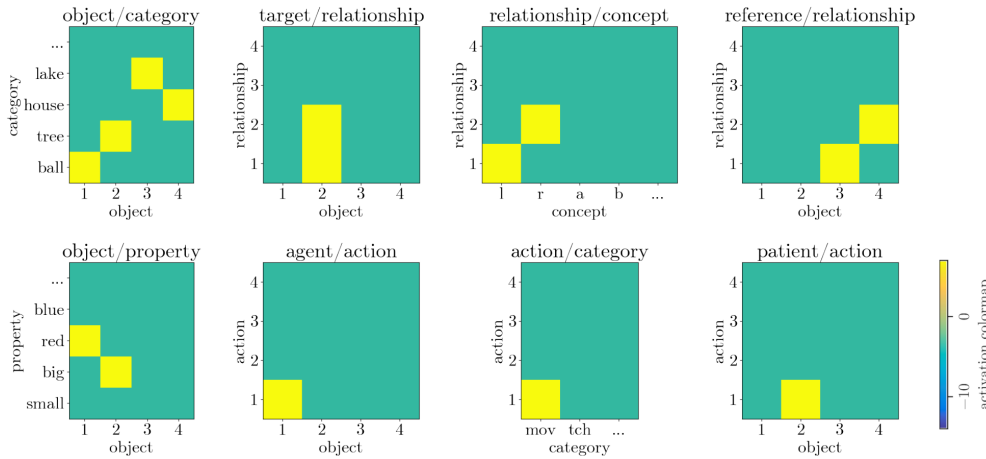 object/category
target/relationship
relationship/concept
reference/relationship
category
...
lake
house
tree
ball
1 2 3 4
object
relationship
4
3
2
1
1 2 3 4
object
relationship
4
3
2
1
l r a b ...
concept
relationship
4
3
2
1
1 2 3 4
object
object/property
agent/action
action/category
patient/action
property
...
blue
red
big
small
1 2 3 4
object
action
4
3
2
1
1 2 3 4
object
action
4
3
2
1
mov tch ...
category
action
4
3
2
1
1 2 3 4
object
0
−10
activation colormap